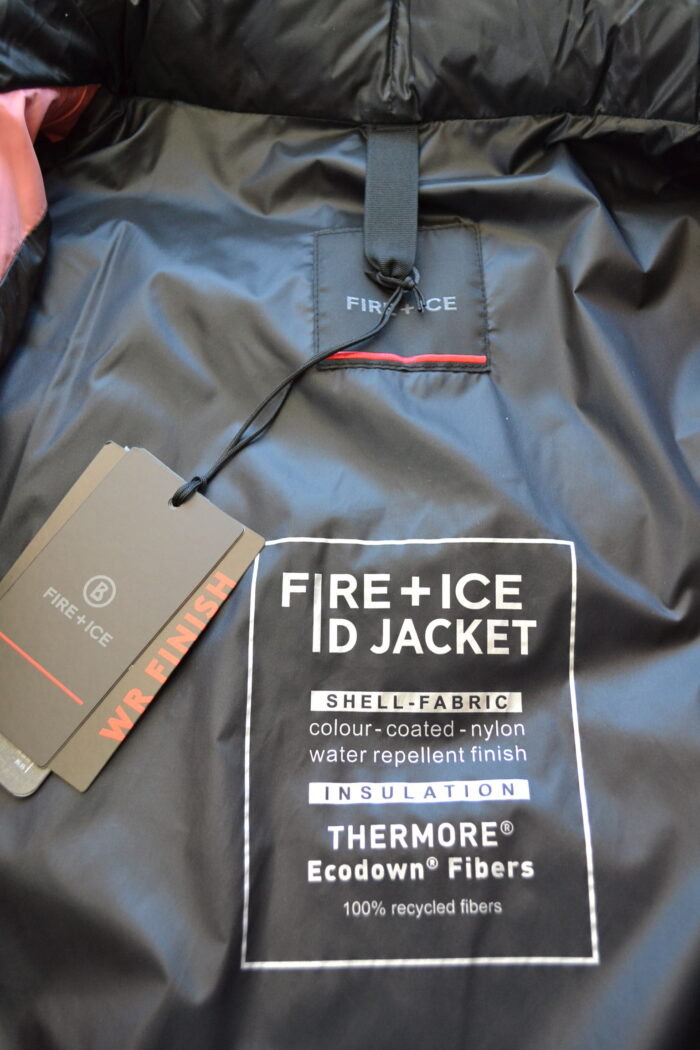 FIRE+ICE
B
FIRE+ICE
WR FINISH
FIRE+ICE
ID JACKET
SHELL-FABRIC
colour-coated-nylon
water repellent finish
INSULATION
THERMORE®
Ecodown® Fibers
100% recycled fibers